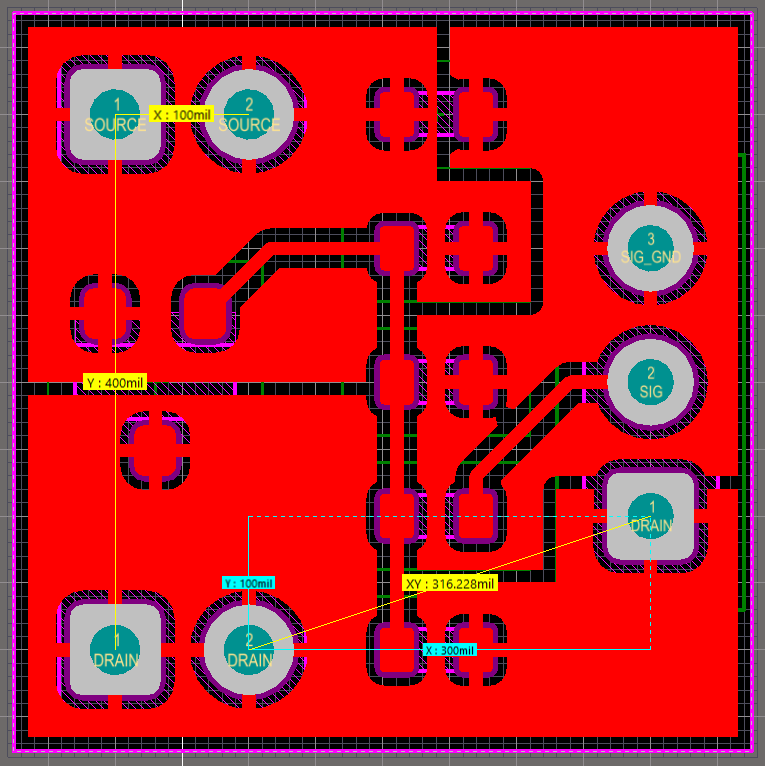 1
SOURCE
X : 100mil
2
SOURCE
3
SIG_GND
Y : 400mil
2
SIG
1
DRAIN
Y : 100mil
XY : 316.228mil
1
DRAIN
2
DRAIN
X : 300mil